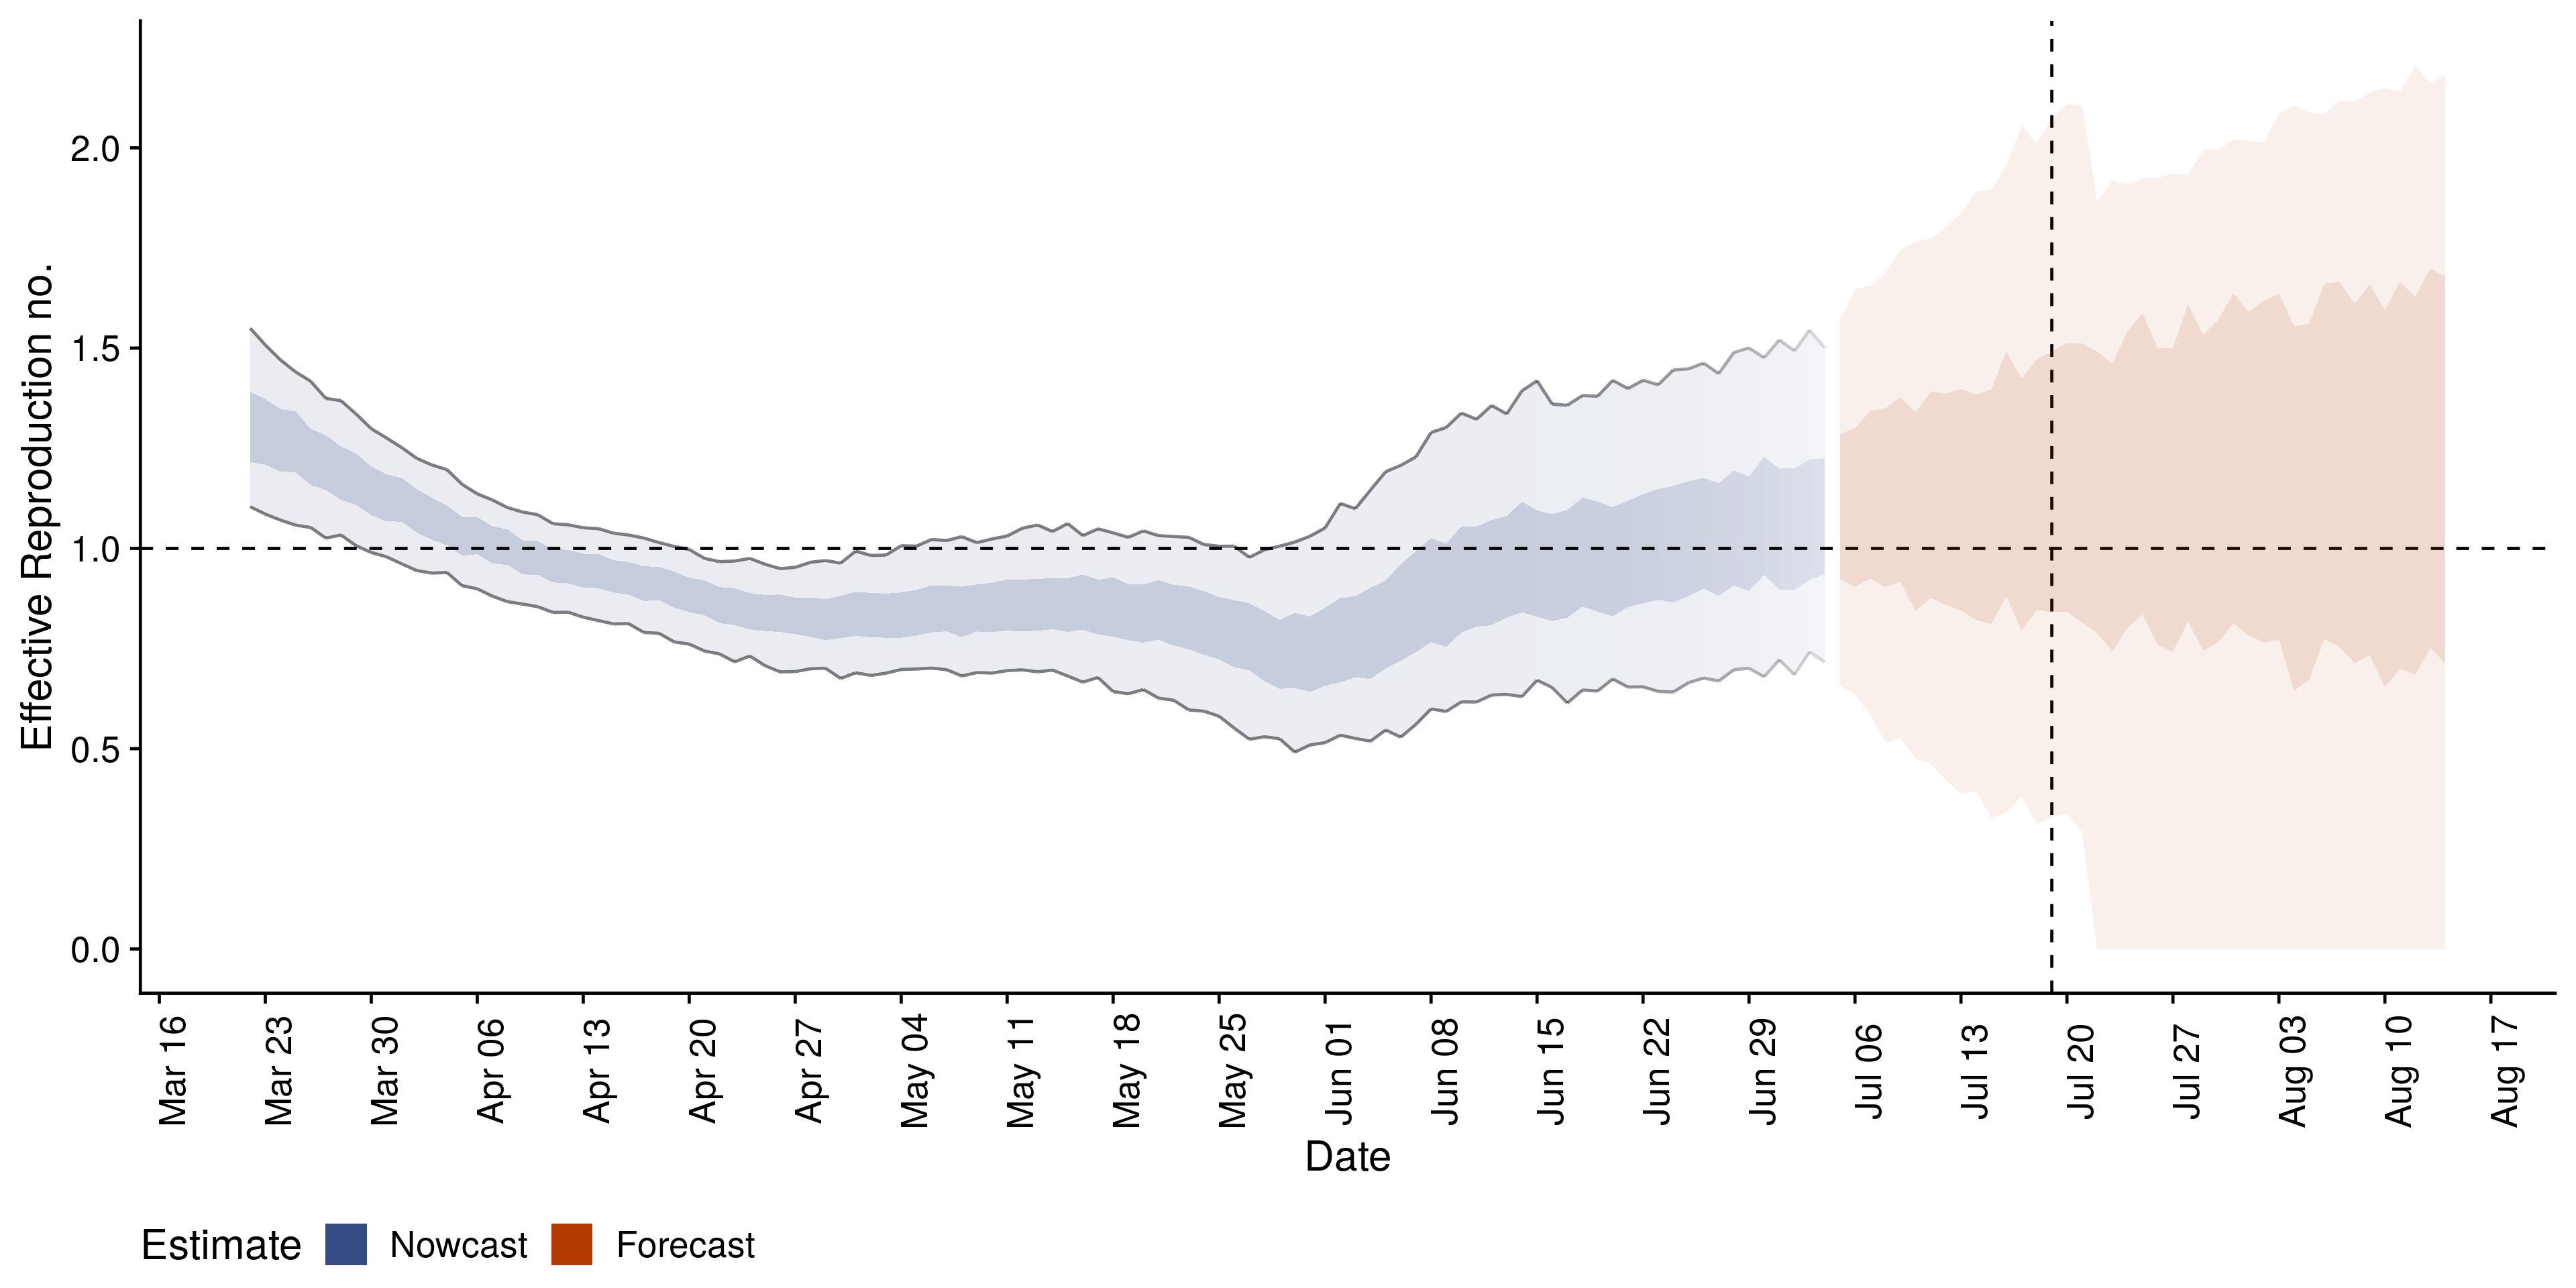 Effective Reproduction no.
2.0
1.5
1.0
0.5
0.0
Mar 16
Mar 23
Mar 30
Apr 06
Apr 13
Apr 20
Apr 27
May 04
May 11
May 18
May 25
Jun 01
Jun 08
Jun 15
Jun 22
Jun 29
Jul 06
Jul 13
Jul 20
Jul 27
Aug 03
Aug 10
Aug 17
Date
Estimate Nowcast Forecast